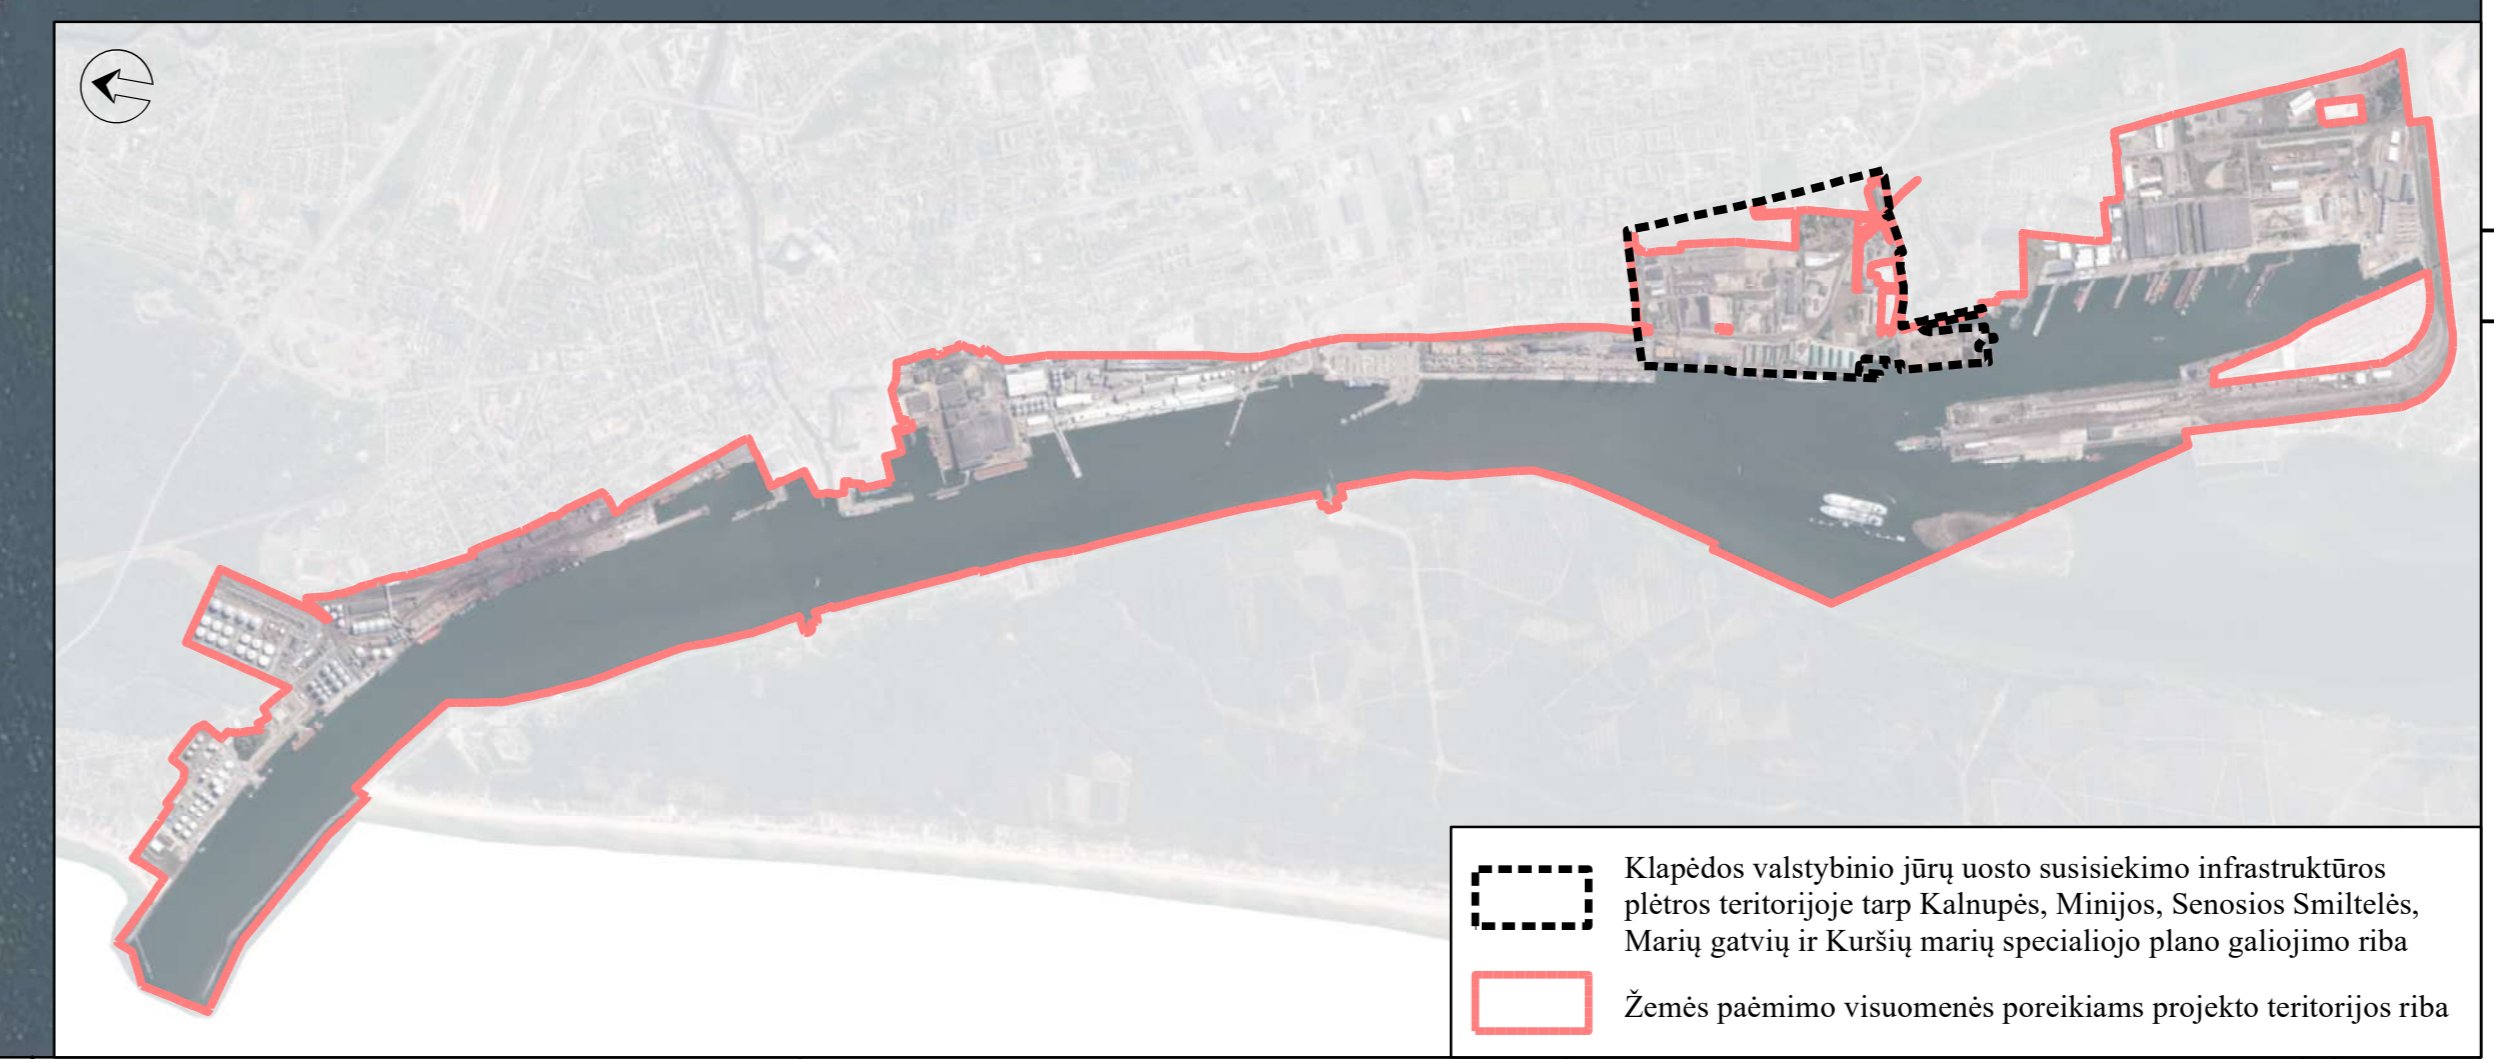 Klapėdos valstybinio jūrų uosto susisiekimo infrastruktūros
plėtros teritorijoje tarp Kalnupės, Minijos, Senosios Smiltelės,
Marių gatvių ir Kuršių marių specialiojo plano galiojimo riba
Žemės paėmimo visuomenės poreikiams projekto teritorijos riba